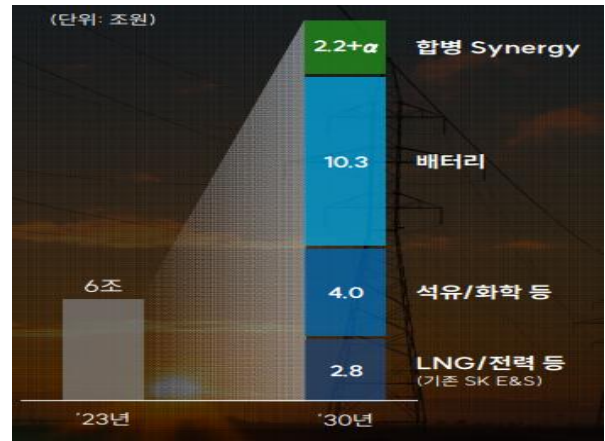 (단위: 조원)
2.2+α 합병 Synergy
10.3 배터리
6조
4.0 석유/화학 등
2.8 LNG/전력 등
(기존 SK E&S)
'23년 '30년